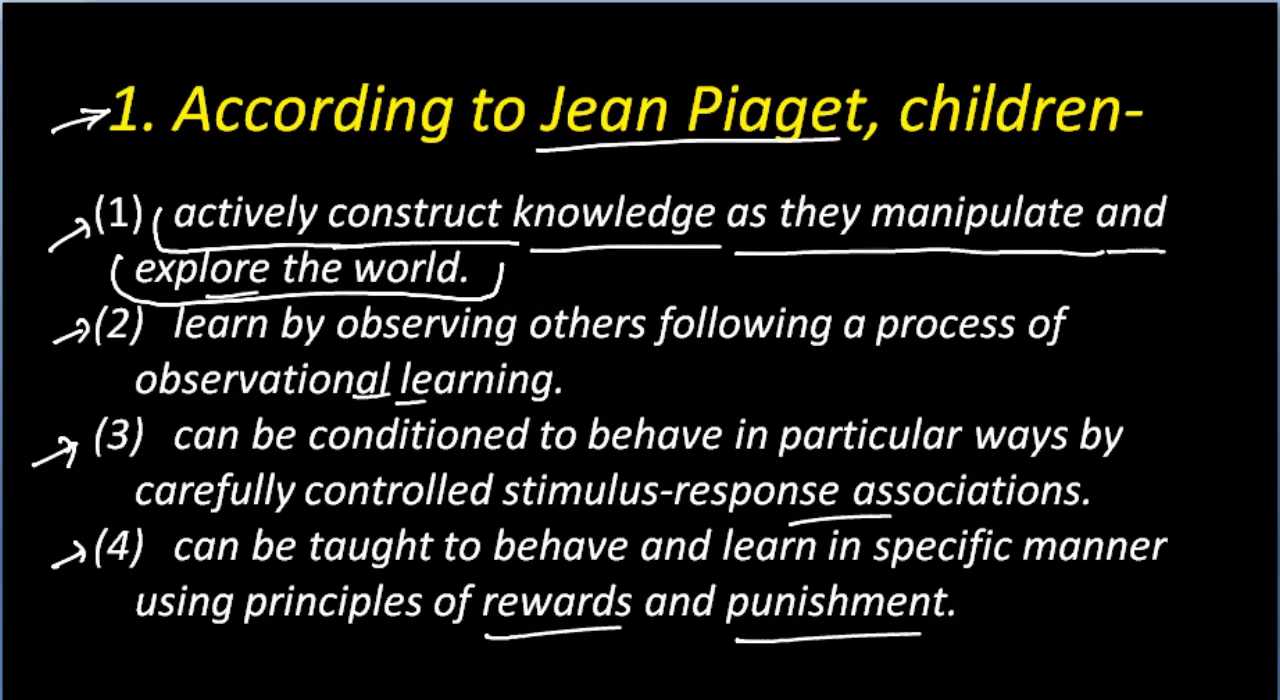 1. According to Jean Piaget, children-
(1) actively construct knowledge as they manipulate and
explore the world.
(2) learn by observing others following a process of
observational learning.
(3) can be conditioned to behave in particular ways by
carefully controlled stimulus-response associations.
(4) can be taught to behave and learn in specific manner
using principles of rewards and punishment.